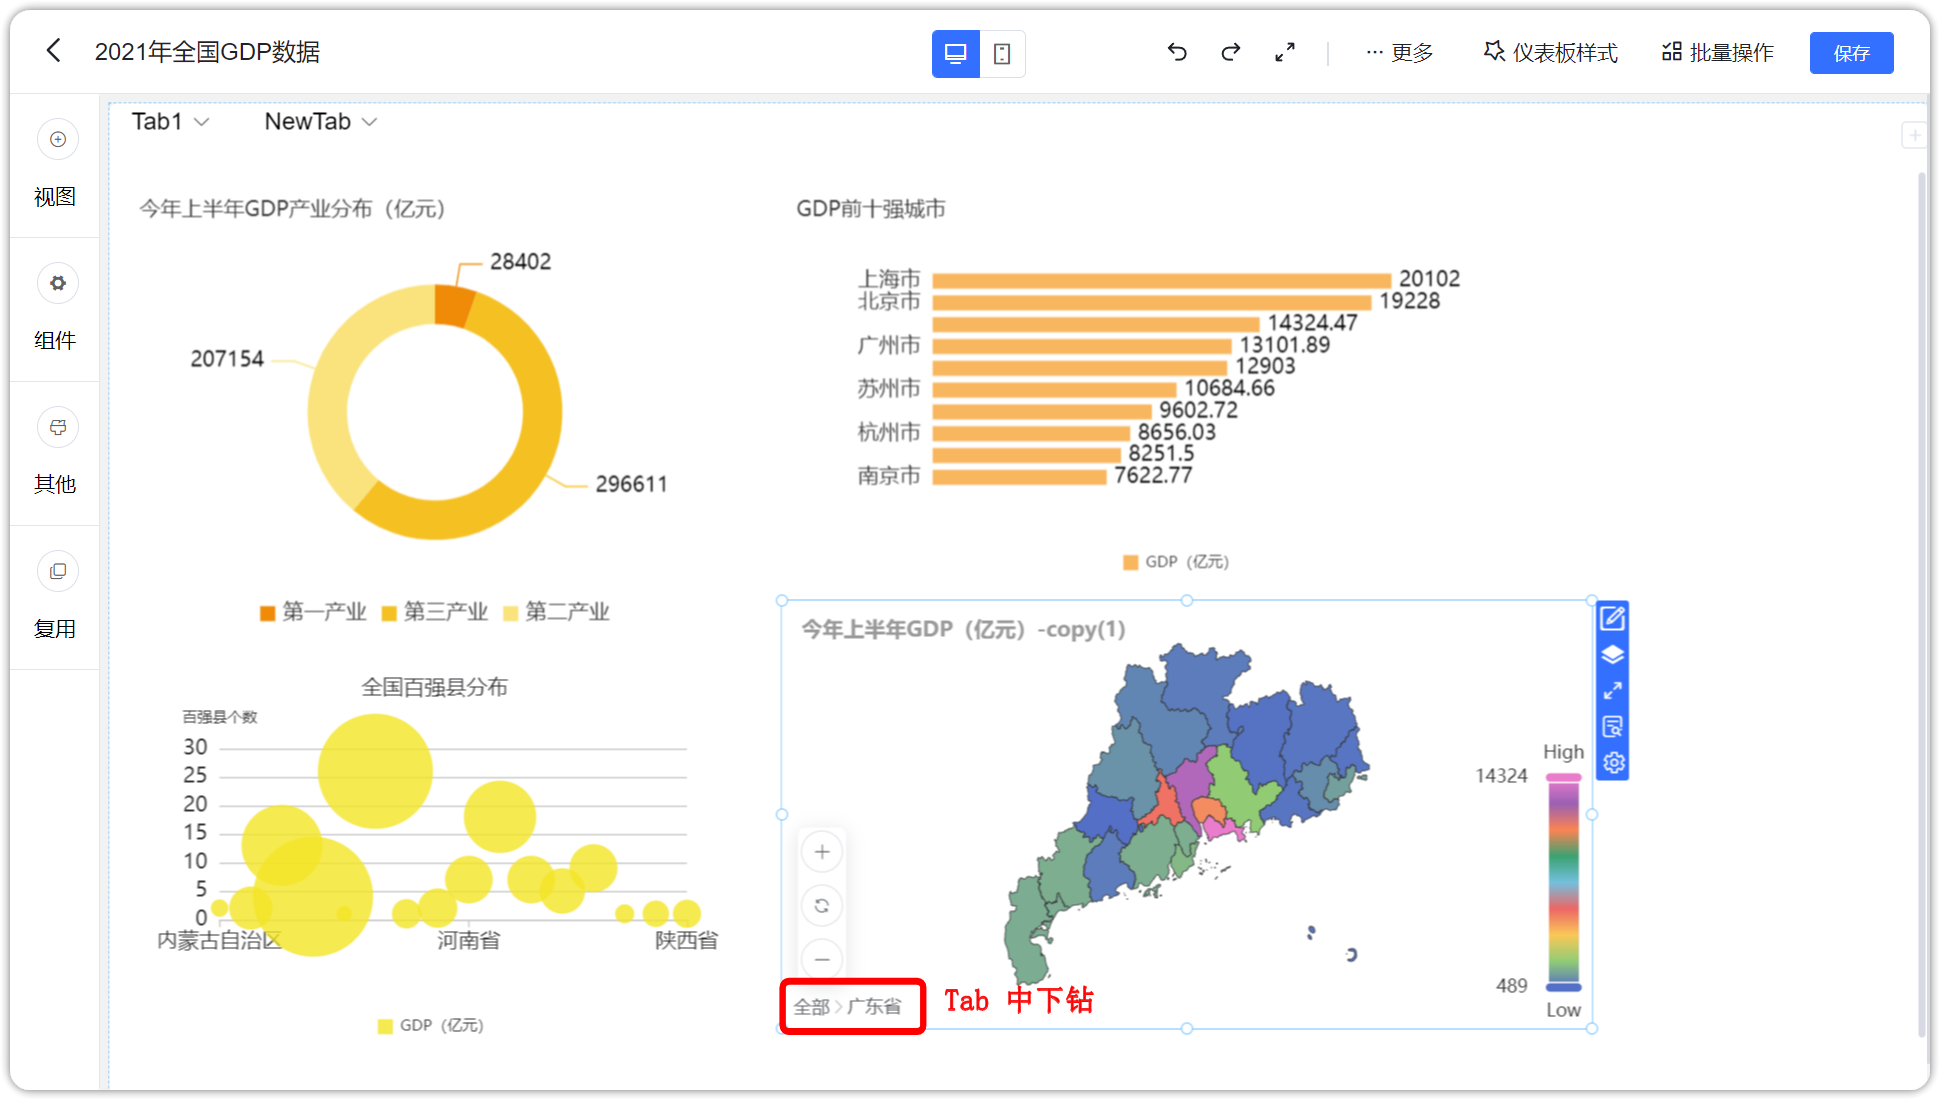 2021年全国GDP数据
更多
仪表板样式
批量操作
保存
视图
组件
其他
复用
Tab1
NewTab
今年上半年GDP产业分布（亿元）
28402
207154
296611
第一产业
第三产业
第二产业
GDP前十强城市
上海市 20102
北京市 19228
14324.47
广州市 13101.89
12903
苏州市 10684.66
9602.72
杭州市 8656.03
8251.5
南京市 7622.77
GDP（亿元）
全国百强县分布
百强县个数
30
25
20
15
10
5
0
内蒙古自治区
河南省
陕西省
GDP（亿元）
今年上半年GDP（亿元）-copy(1)
High
14324
489
Low
全部 > 广东省
Tab 中下钻